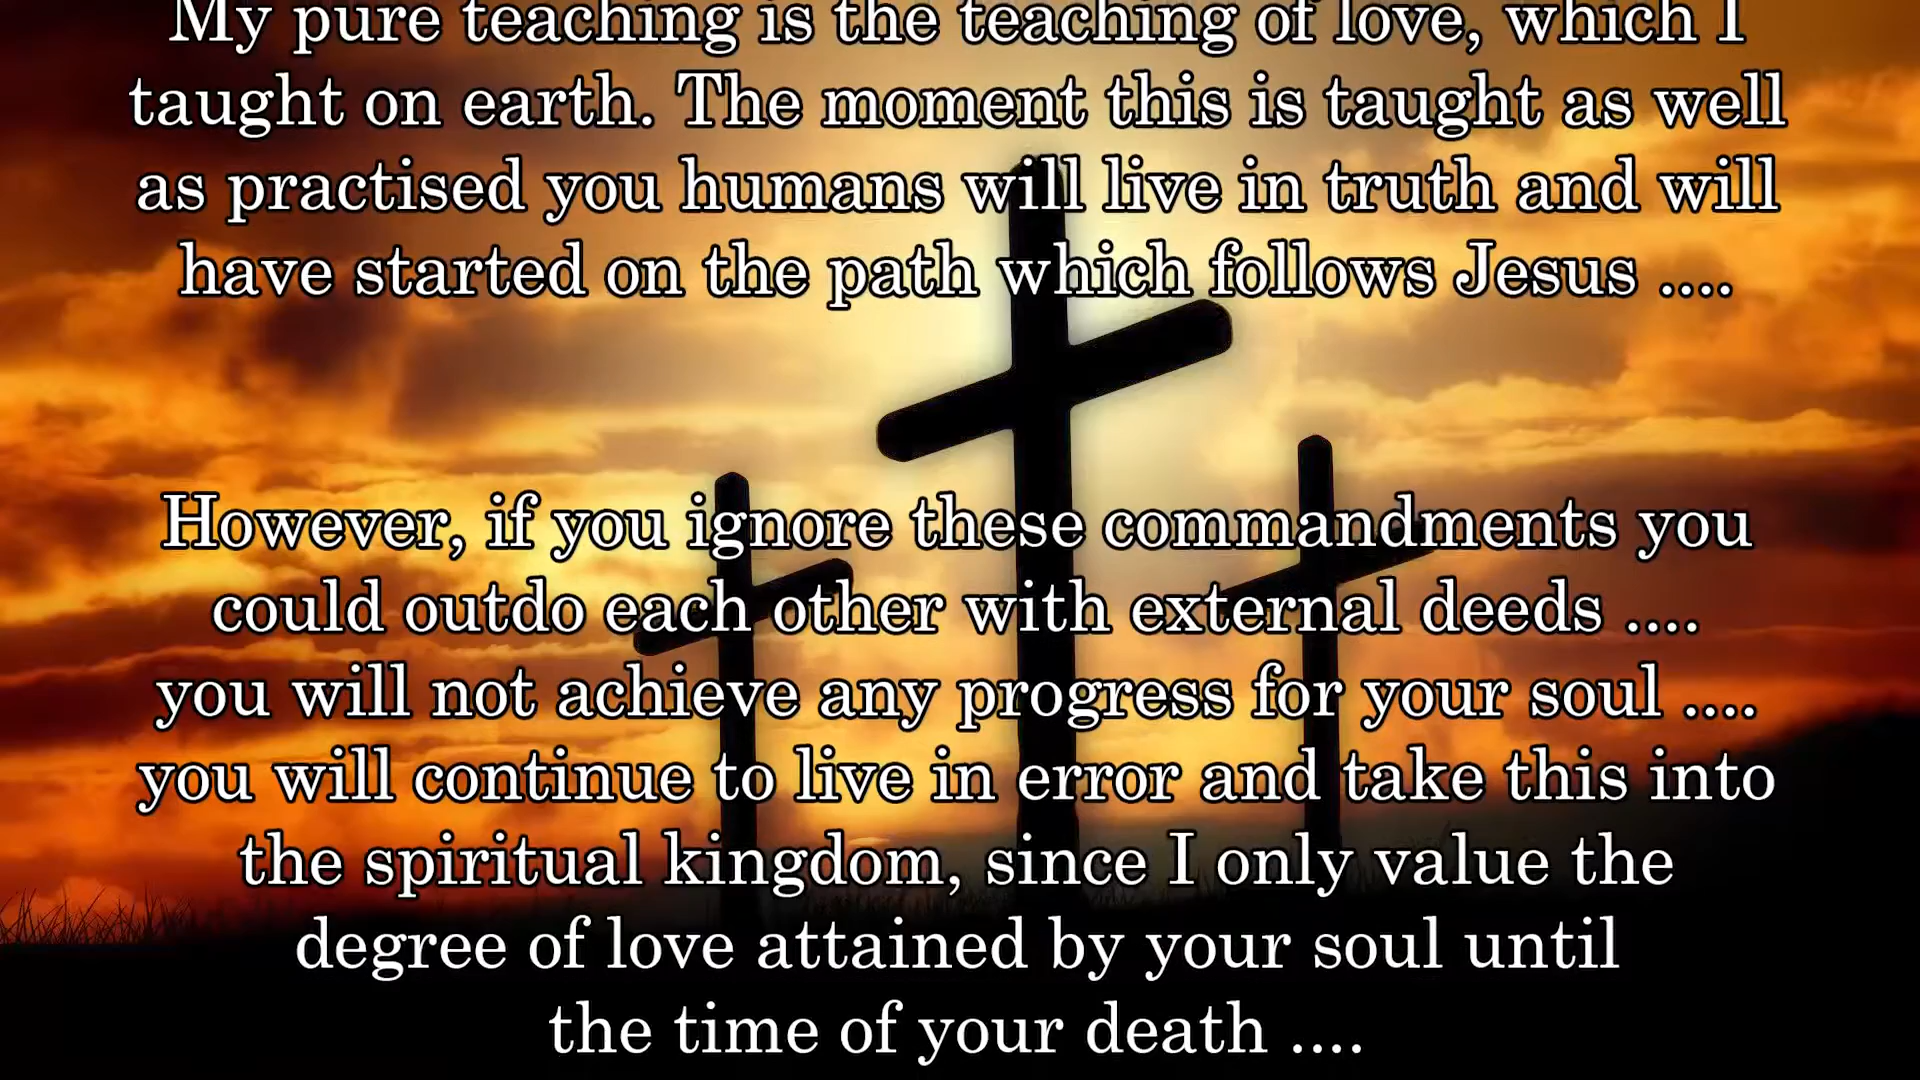 My pure teaching is the teaching of love, which I
taught on earth. The moment this is taught as well
as practised you humans will live in truth and will
have started on the path which follows Jesus ....
However, if you ignore these commandments you
could outdo each other with external deeds ....
you will not achieve any progress for your soul ....
you will continue to live in error and take this into
the spiritual kingdom, since I only value the
degree of love attained by your soul until
the time of your death ....